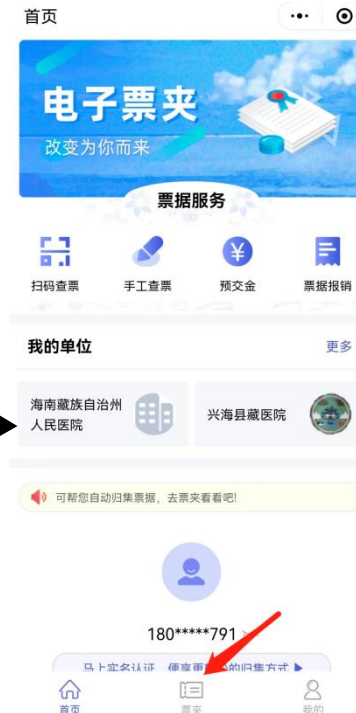 首页
电子票夹
改变为你而来
票据服务
扫码查票 手工查票 预交金 票据报销
我的单位 更多
海南藏族自治州
人民医院
兴海县藏医院
可帮您自动归集票据，去票夹看看吧!
180*****791
马上实名认证 便享更 的归集方式
首页 票夹 我的